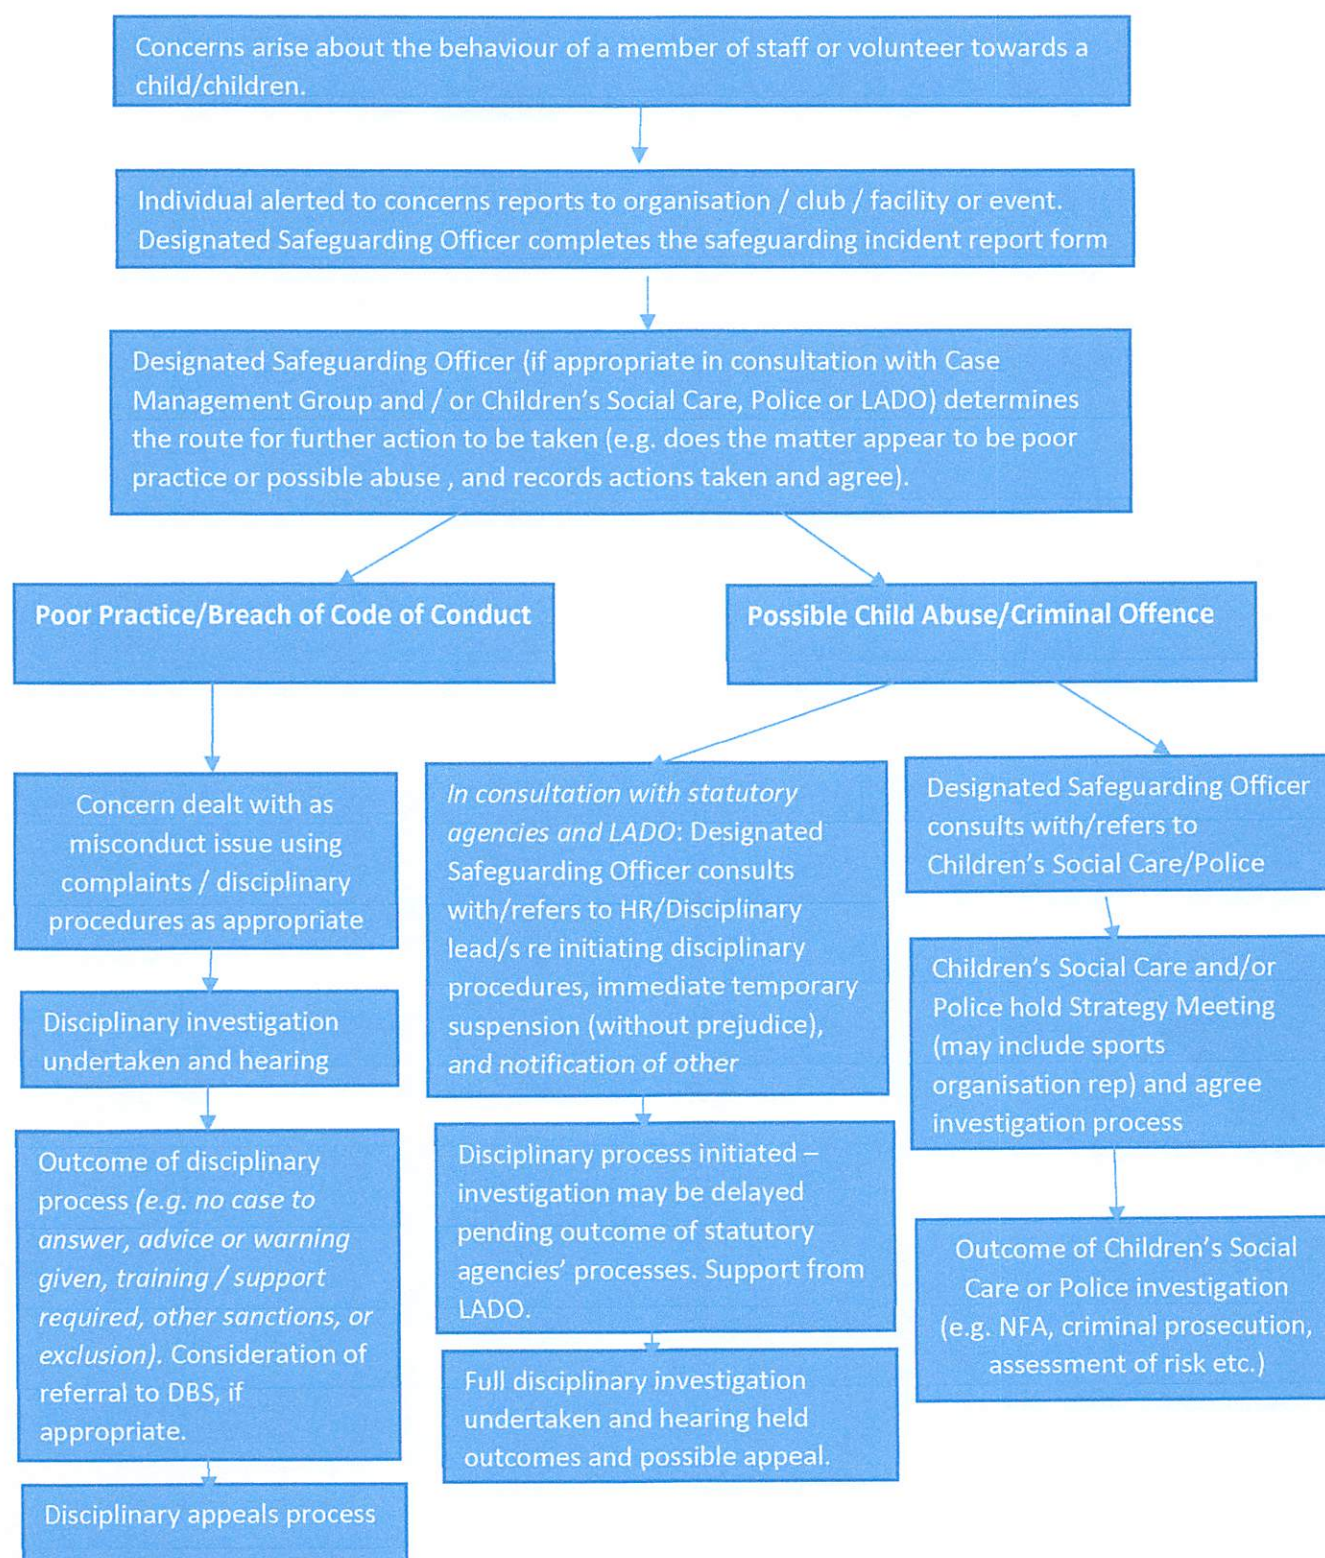 Concerns arise about the behaviour of a member of staff or volunteer towards a
child/children.
Individual alerted to concerns reports to organisation / club / facility or event.
Designated Safeguarding Officer completes the safeguarding incident report form
Designated Safeguarding Officer (if appropriate in consultation with Case
Management Group and / or Children's Social Care, Police or LADO) determines
the route for further action to be taken (e.g. does the matter appear to be poor
practice or possible abuse , and records actions taken and agree).
Poor Practice/Breach of Code of Conduct
Possible Child Abuse/Criminal Offence
Concern dealt with as
misconduct issue using
complaints / disciplinary
procedures as appropriate
Disciplinary investigation
undertaken and hearing
Outcome of disciplinary
process (e.g. no case to
answer, advice or warning
given, training / support
required, other sanctions, or
exclusion). Consideration of
referral to DBS, if
appropriate.
Disciplinary appeals process
In consultation with statutory
agencies and LADO: Designated
Safeguarding Officer consults
with/refers to HR/Disciplinary
lead/s re initiating disciplinary
procedures, immediate temporary
suspension (without prejudice),
and notification of other
Disciplinary process initiated –
investigation may be delayed
pending outcome of statutory
agencies' processes. Support from
LADO.
Full disciplinary investigation
undertaken and hearing held
outcomes and possible appeal.
Designated Safeguarding Officer
consults with/refers to
Children's Social Care/Police
Children's Social Care and/or
Police hold Strategy Meeting
(may include sports
organisation rep) and agree
investigation process
Outcome of Children's Social
Care or Police investigation
(e.g. NFA, criminal prosecution,
assessment of risk etc.)